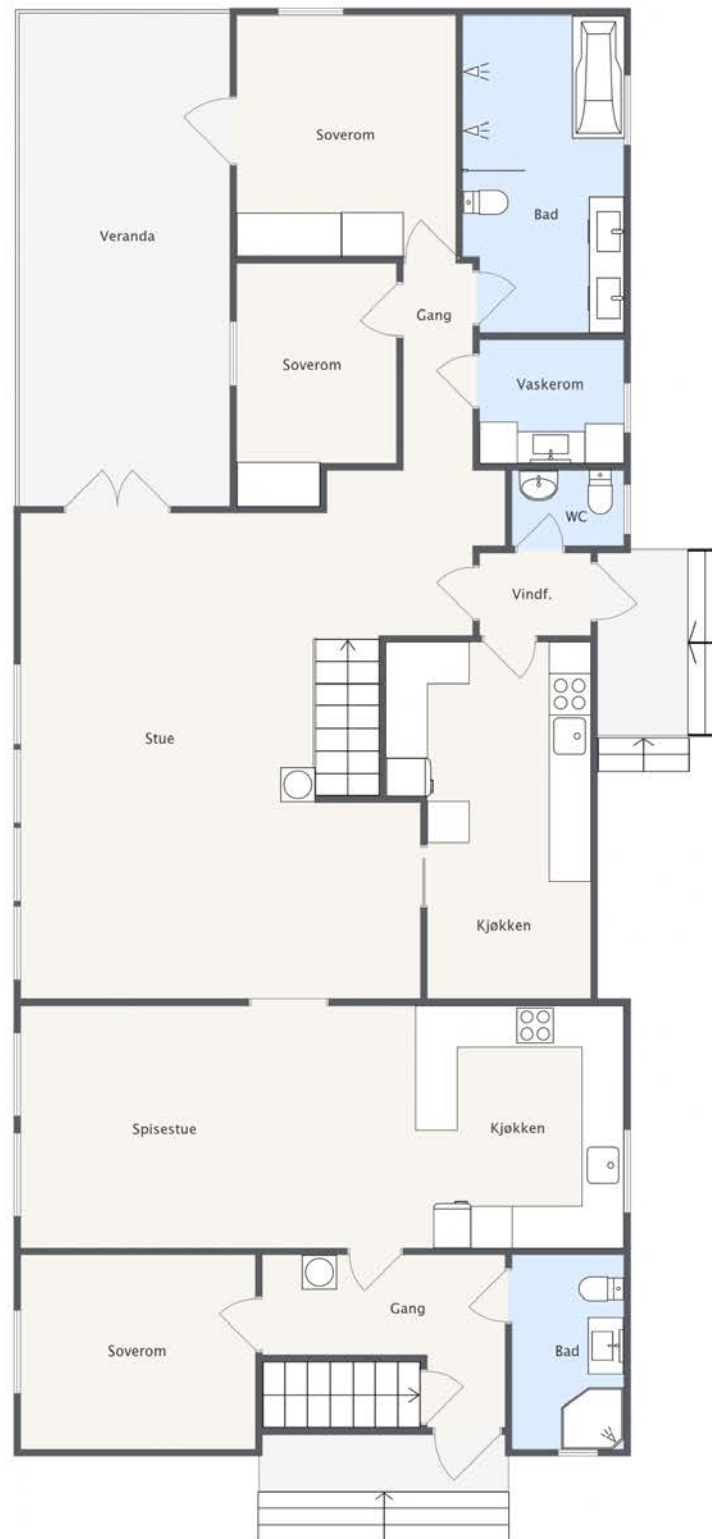 Soverom
Bad
Veranda
Gang
Soverom
Vaskerom
WC
Vindf.
Stue
Kjøkken
Spisestue
Kjøkken
Gang
Soverom
Bad